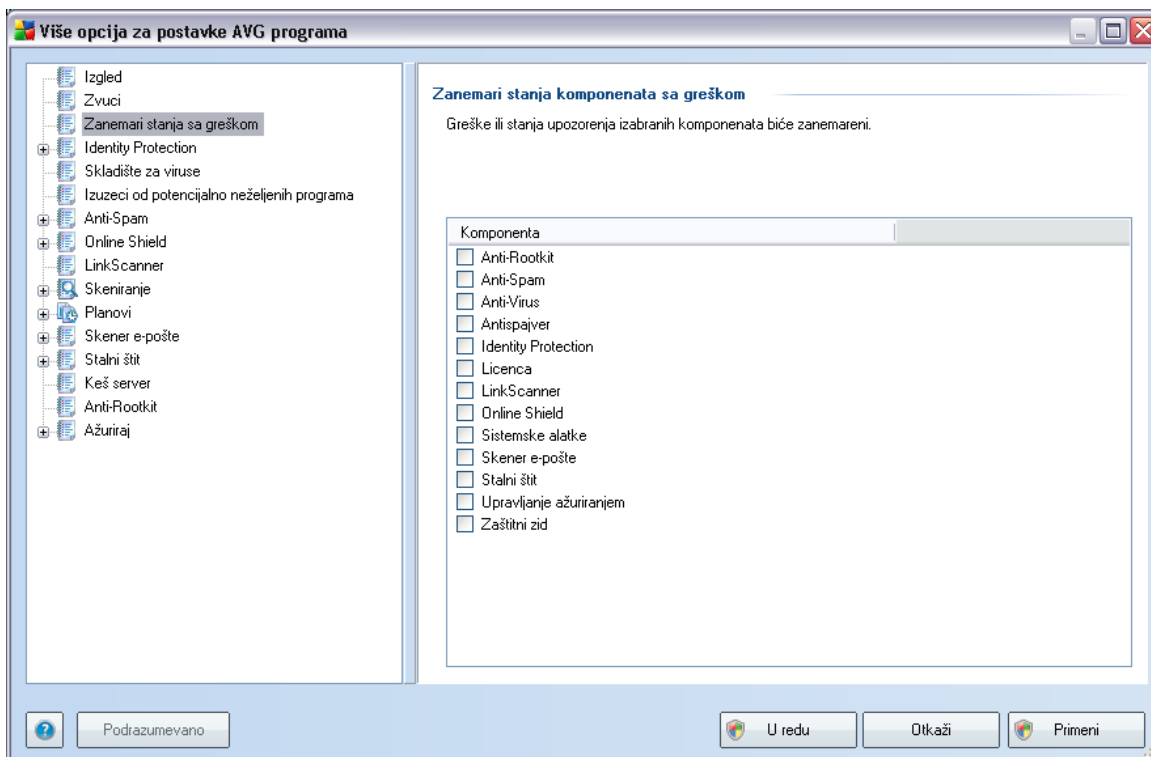 Više opcija za postavke AVG programa
Izgled
Zvuci
Zanemari stanja sa greškom
Identity Protection
Skladište za viruse
Izuzeci od potencijalno neželjenih programa
Anti-Spam
Online Shield
LinkScanner
Skeniranje
Planovi
Skener e-pošte
Stalni štit
Keš server
Anti-Rootkit
Ažuriraj
Zanemari stanja komponenata sa greškom
Greške ili stanja upozorenja izabranih komponenata biće zanemareni.
Komponenta
Anti-Rootkit
Anti-Spam
Anti-Virus
Antispajver
Identity Protection
Licenca
LinkScanner
Online Shield
Sistemske alatke
Skener e-pošte
Stalni štit
Upravljanje ažuriranjem
Zaštitni zid
Podrazumevano
U redu
Otkaži
Primeni